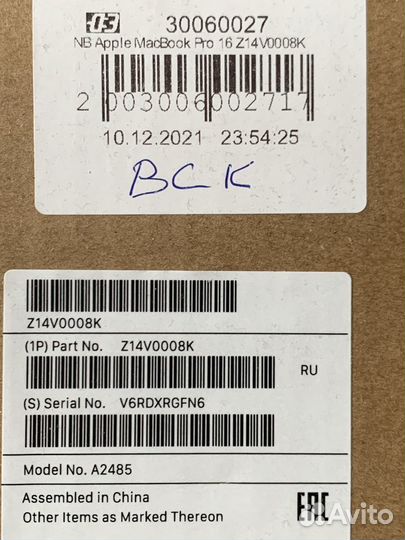 03 30060027
NB Apple MacBook Pro 16 Z14V0008K
2 003006 002717
10.12.2021 23:54:25
ВСК
Z14V0008K
(1P) Part No. Z14V0008K
RU
(S) Serial No. V6RDXRGFN6
Model No. A2485
Assembled in China
Other Items as Marked Thereon
EAC
Avito